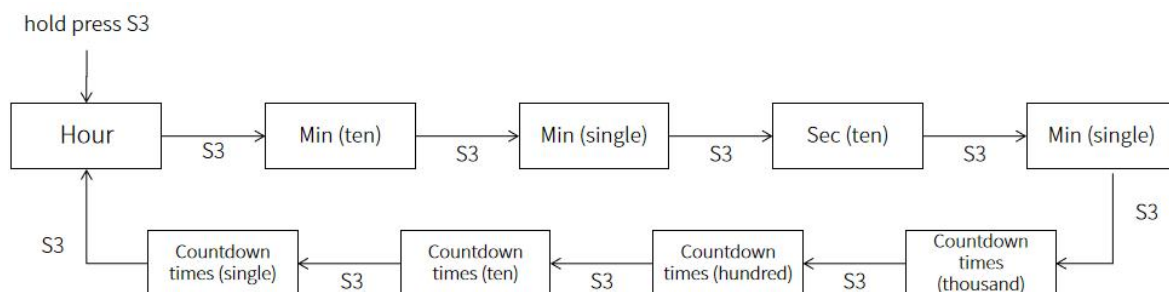 hold press S3
Hour
S3
Min (ten)
S3
Min (single)
S3
Sec (ten)
S3
Min (single)
S3
Countdown
times
(thousand)
S3
Countdown
times (hundred)
S3
Countdown
times (ten)
S3
Countdown
times (single)
S3